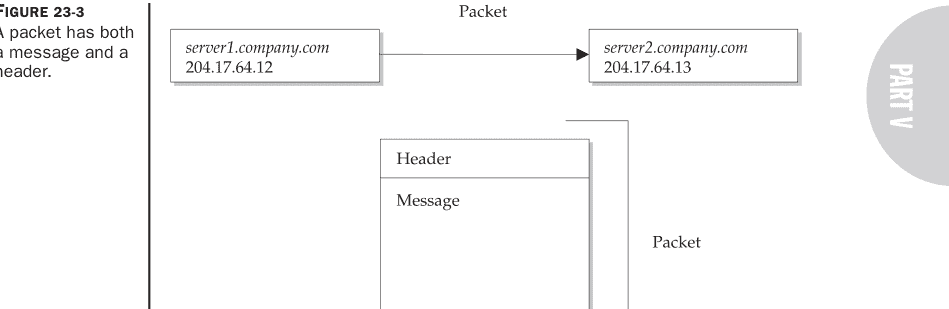 FIGURE 23-3
A packet has both
a message and a
header.
Packet
server1.company.com
204.17.64.12
server2.company.com
204.17.64.13
PART V
Header
Message
Packet